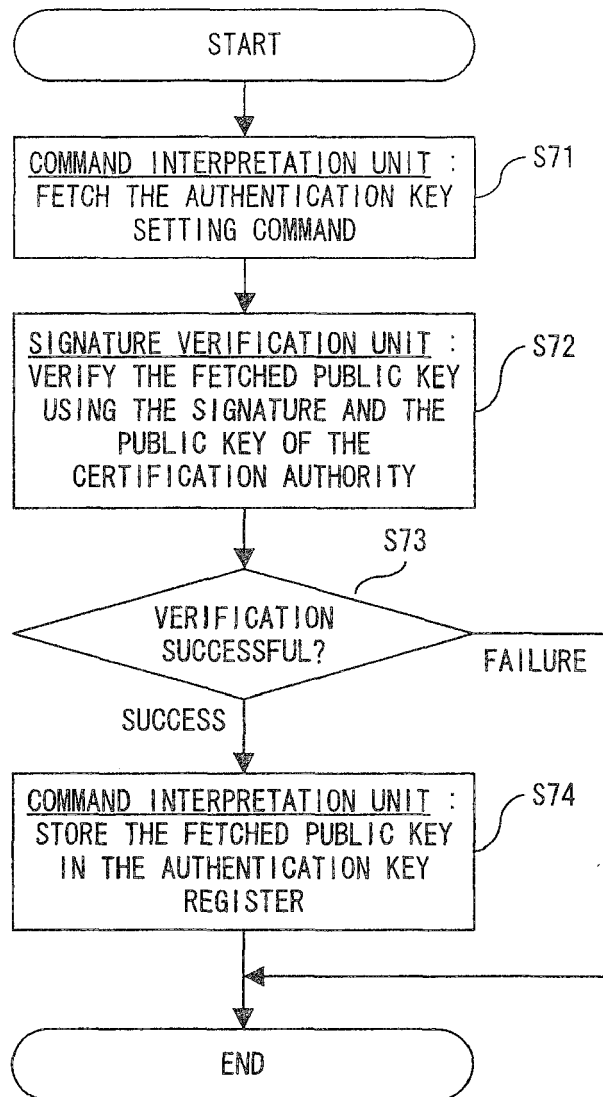 START
COMMAND INTERPRETATION UNIT :
FETCH THE AUTHENTICATION KEY
SETTING COMMAND
S71
SIGNATURE VERIFICATION UNIT :
VERIFY THE FETCHED PUBLIC KEY
USING THE SIGNATURE AND THE
PUBLIC KEY OF THE
CERTIFICATION AUTHORITY
S72
S73
VERIFICATION
SUCCESSFUL?
FAILURE
SUCCESS
COMMAND INTERPRETATION UNIT :
STORE THE FETCHED PUBLIC KEY
IN THE AUTHENTICATION KEY
REGISTER
S74
END